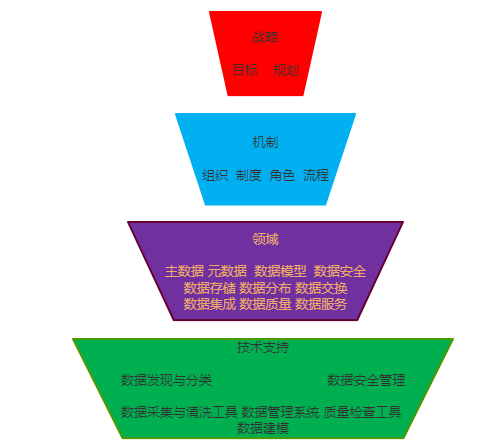 战略
目标 规划
机制
组织 制度 角色 流程
领域
主数据 元数据 数据模型 数据安全
数据存储 数据分布 数据交换
数据集成 数据质量 数据服务
技术支持
数据发现与分类 数据安全管理
数据采集与清洗工具 数据管理系统 质量检查工具
数据建模